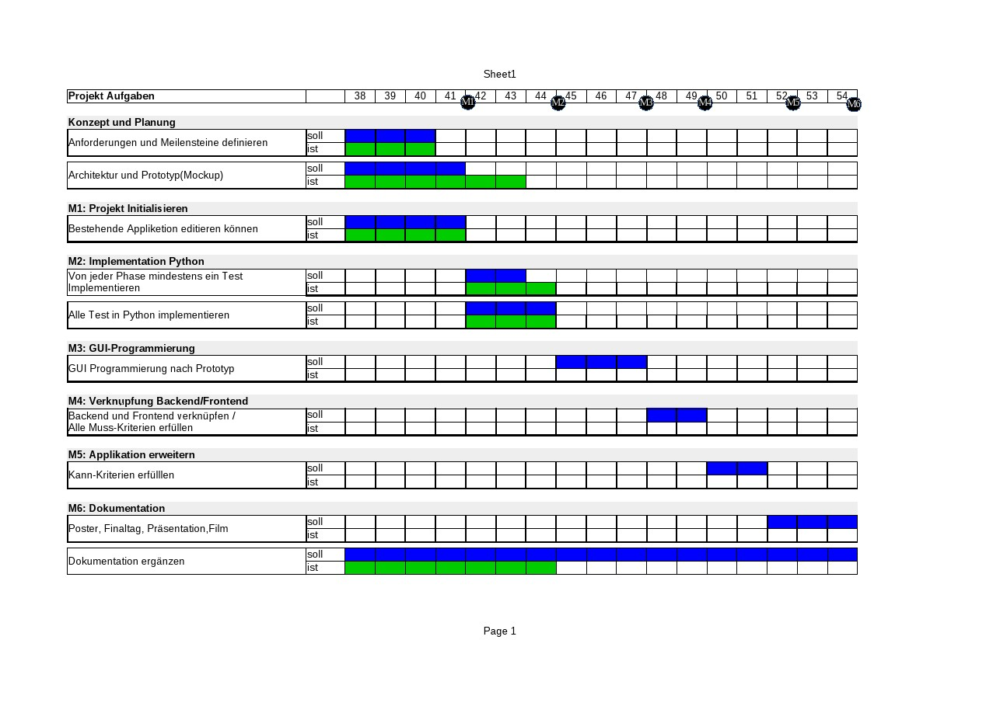 Sheet1
Projekt Aufgaben 38 39 40 41 M1 42 43 44 M2 45 46 47 M3 48 49 M4 50 51 52 M5 53 54 M6
Konzept und Planung
Anforderungen und Meilensteine definieren
soll
ist
Architektur und Prototyp(Mockup)
soll
ist
M1: Projekt Initialisieren
Bestehende Appliketion editieren können
soll
ist
M2: Implementation Python
Von jeder Phase mindestens ein Test
Implementieren
soll
ist
Alle Test in Python implementieren
soll
ist
M3: GUI-Programmierung
GUI Programmierung nach Prototyp
soll
ist
M4: Verknüpfung Backend/Frontend
Backend und Frontend verknüpfen /
Alle Muss-Kriterien erfüllen
soll
ist
M5: Applikation erweitern
Kann-Kriterien erfülllen
soll
ist
M6: Dokumentation
Poster, Finaltag, Präsentation,Film
soll
ist
Dokumentation ergänzen
soll
ist
Page 1